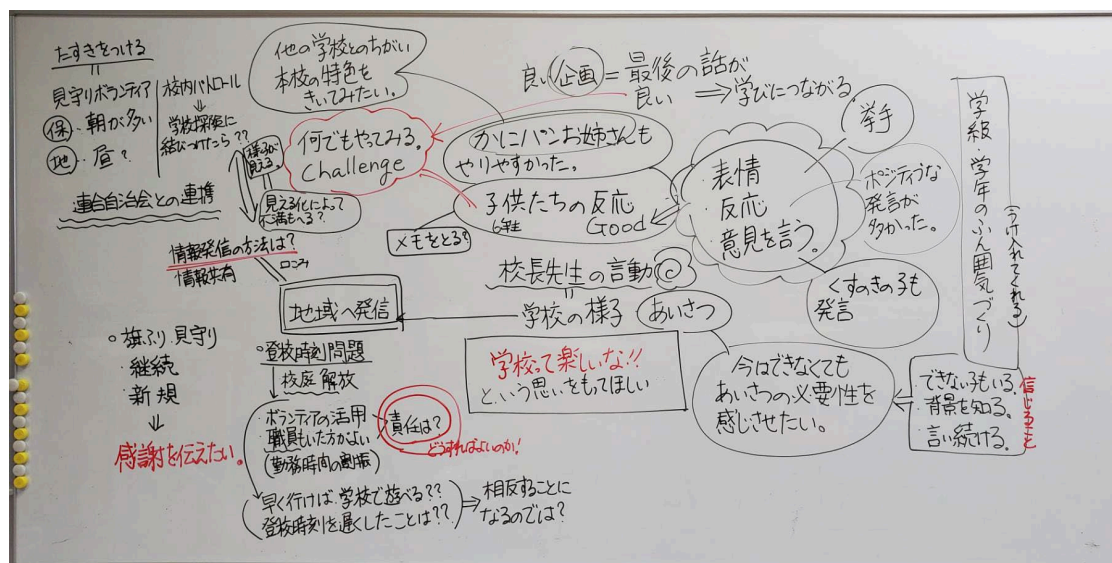 たすきをつける
見守りボランティア
保・朝が多い
地・昼?
校内パトロール
学校探険に
結びつけたら??
連合自治会との連携
様子が
見える。
見える化によって
不満もへる?
情報発信の方法は?
情報共有
口コミ
他の学校とのちがい
本校の特色を
きいてみたい。
何でもやってみる。
Challenge
良い企画=最後の話が
良い ⇒学びにつながる
かにパンお姉さんも
やりやすかった。
子供たちの反応
6年生 Good
メモをとる?
表情
反応
意見を言う。
挙手
ポジティブな
発言が
多かった。
くすのきの子も
発言
学級・学年のふん囲気づくり
(うけ入れてくれる)
校長先生の言動◎
学校の様子
あいさつ
地域へ発信
学校って楽しいな!!
という思いをもってほしい
今はできなくても
あいさつの必要性を
感じさせたい。
・できない子もいる。
・背景を知る。
・言い続ける。
信じること
○旗ふり見守り
・継続
・新規
感謝を伝えたい。
○登校時刻問題
校庭解放
・ボランティアの活用
・職員もいた方がよい
(勤務時間の割振)
責任は?
どうすればよいのか!
早く行けば学校で遊べる??
登校時刻を遅くしたことは??
⇒相反することに
なるのでは?